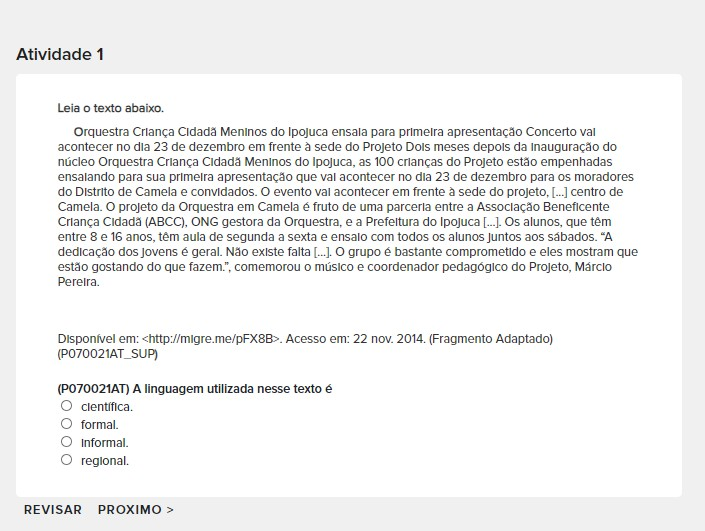 Atividade 1
Leia o texto abaixo.
Orquestra Criança Cidadã Meninos do Ipojuca ensaia para primeira apresentação Concerto vai
acontecer no dia 23 de dezembro em frente à sede do Projeto Dois meses depois da inauguração do
núcleo Orquestra Criança Cidadã Meninos do Ipojuca, as 100 crianças do Projeto estão empenhadas
ensaiando para sua primeira apresentação que vai acontecer no dia 23 de dezembro para os moradores
do Distrito de Camela e convidados. O evento vai acontecer em frente à sede do projeto, [...] centro de
Camela. O projeto da Orquestra em Camela é fruto de uma parceria entre a Associação Beneficente
Criança Cidadã (ABCC), ONG gestora da Orquestra, e a Prefeitura do Ipojuca [...]. Os alunos, que têm
entre 8 e 16 anos, têm aula de segunda a sexta e ensaio com todos os alunos juntos aos sábados. “A
dedicação dos jovens é geral. Não existe falta [...]. O grupo é bastante comprometido e eles mostram que
estão gostando do que fazem.”, comemorou o músico e coordenador pedagógico do Projeto, Márcio
Pereira.
Disponível em: <http://migre.me/pFX8B>. Acesso em: 22 nov. 2014. (Fragmento Adaptado)
(P070021AT_SUP)
(P070021AT) A linguagem utilizada nesse texto é
científica.
formal.
informal.
regional.
REVISAR PROXIMO >